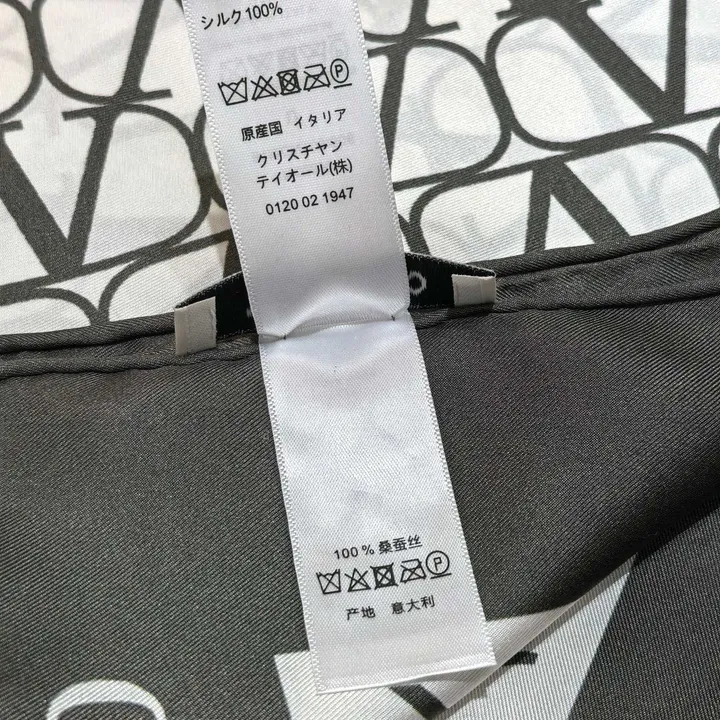 シルク100%
P
原産国 イタリア
クリスチャン
テイオール(株)
0120 02 1947
O
100% 桑蚕丝
P
产地 意大利